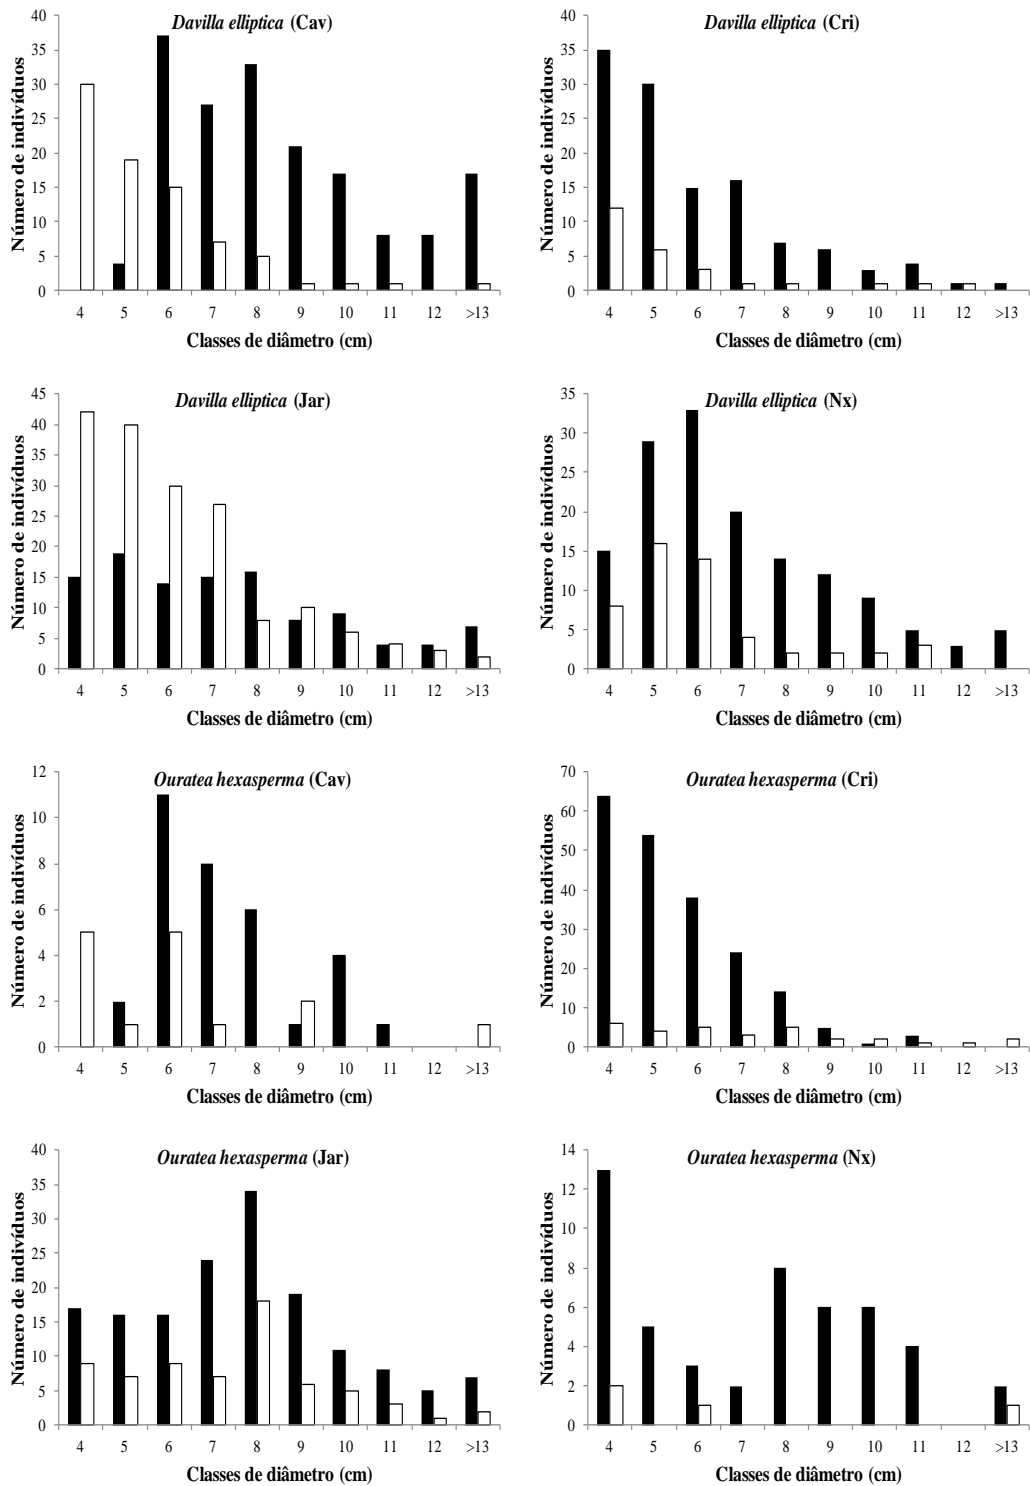 Davilla elliptica (Cav)
Número de indivíduos
40
35
30
25
20
15
10
5
0
4 5 6 7 8 9 10 11 12 >13
Classes de diâmetro (cm)
Davilla elliptica (Cri)
Número de indivíduos
40
35
30
25
20
15
10
5
0
4 5 6 7 8 9 10 11 12 >13
Classes de diâmetro (cm)
Davilla elliptica (Jar)
Número de indivíduos
45
40
35
30
25
20
15
10
5
0
4 5 6 7 8 9 10 11 12 >13
Classes de diâmetro (cm)
Davilla elliptica (Nx)
Número de indivíduos
35
30
25
20
15
10
5
0
4 5 6 7 8 9 10 11 12 >13
Classes de diâmetro (cm)
Ouratea hexasperma (Cav)
Número de indivíduos
12
10
8
6
4
2
0
4 5 6 7 8 9 10 11 12 >13
Classes de diâmetro (cm)
Ouratea hexasperma (Cri)
Número de indivíduos
70
60
50
40
30
20
10
0
4 5 6 7 8 9 10 11 12 >13
Classes de diâmetro (cm)
Ouratea hexasperma (Jar)
Número de indivíduos
40
35
30
25
20
15
10
5
0
4 5 6 7 8 9 10 11 12 >13
Classes de diâmetro (cm)
Ouratea hexasperma (Nx)
Número de indivíduos
14
12
10
8
6
4
2
0
4 5 6 7 8 9 10 11 12 >13
Classes de diâmetro (cm)